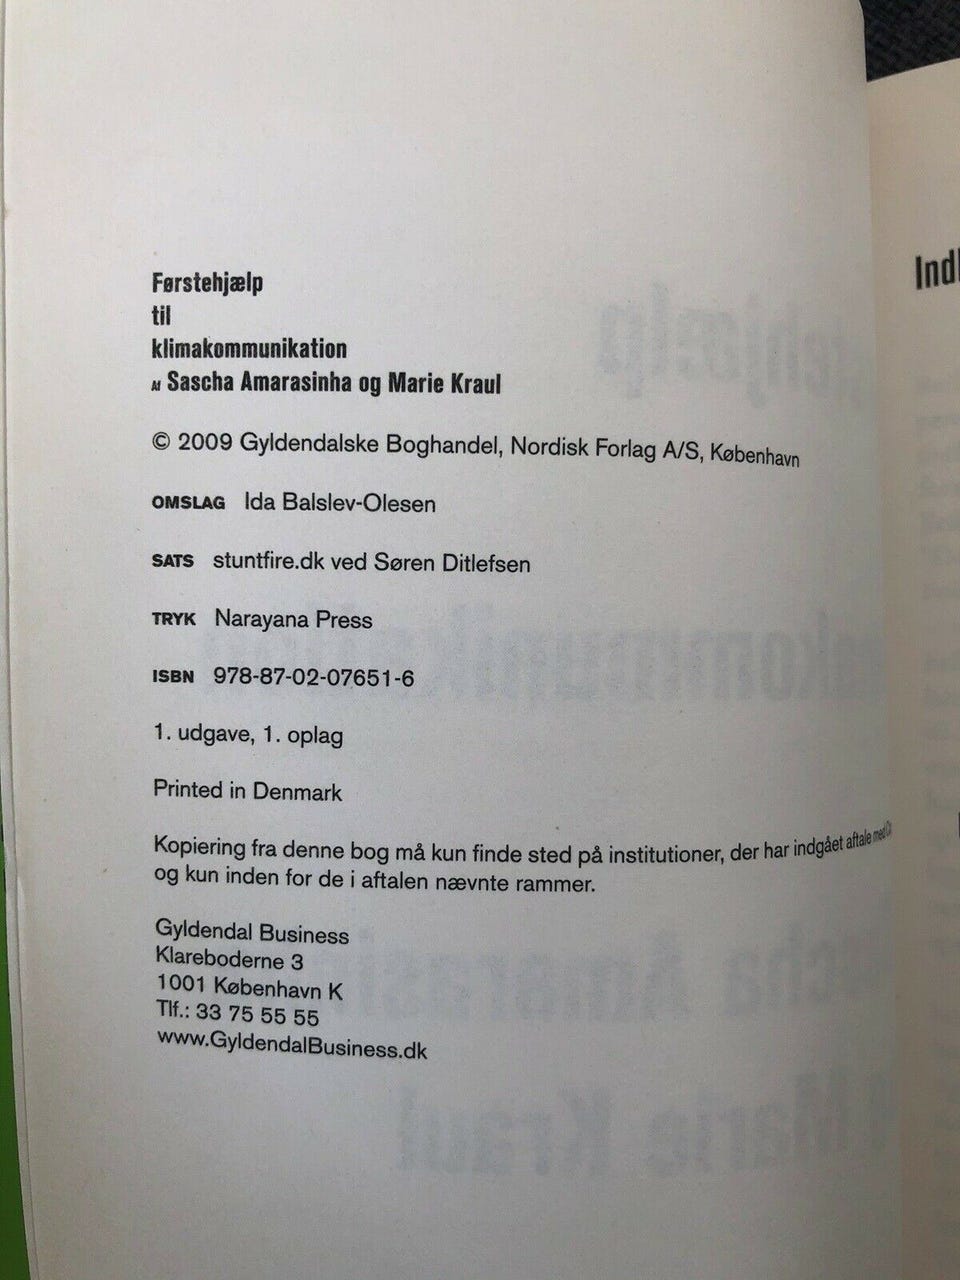 Førstehjælp
til
klimakommunikation
Af Sascha Amarasinha og Marie Kraul
© 2009 Gyldendalske Boghandel, Nordisk Forlag A/S, København
OMSLAG Ida Balslev-Olesen
SATS stuntfire.dk ved Søren Ditlefsen
TRYK Narayana Press
ISBN 978-87-02-07651-6
1. udgave, 1. oplag
Printed in Denmark
Kopiering fra denne bog må kun finde sted på institutioner, der har indgået aftale med
og kun inden for de i aftalen nævnte rammer.
Gyldendal Business
Klareboderne 3
1001 København K
Tlf.: 33 75 55 55
www.GyldendalBusiness.dk